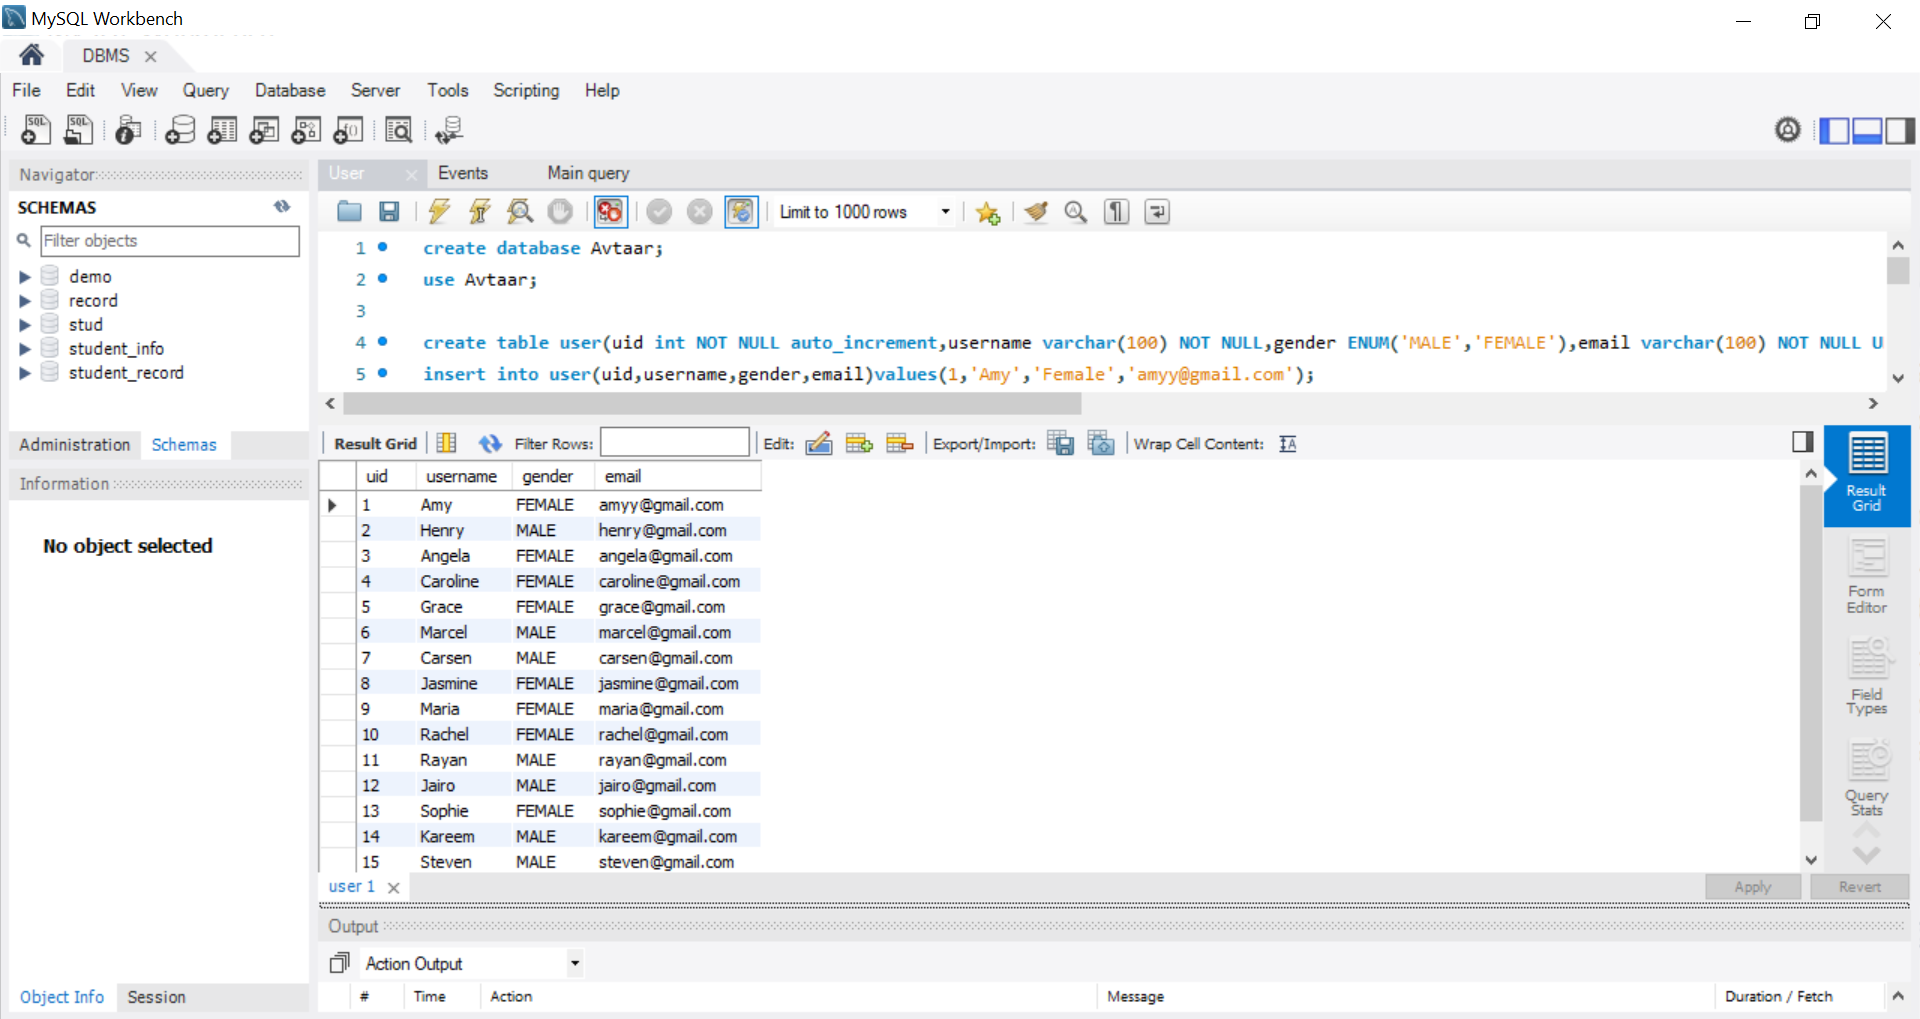 MySQL Workbench
DBMS
File Edit View Query Database Server Tools Scripting Help
Navigator
SCHEMAS
Filter objects
demo
record
stud
student_info
student_record
Administration Schemas
Information
No object selected
Object Info Session
User Events Main query
Limit to 1000 rows
1 create database Avtaar;
2 use Avtaar;
3
4 create table user(uid int NOT NULL auto_increment,username varchar(100) NOT NULL,gender ENUM('MALE','FEMALE'),email varchar(100) NOT NULL U
5 insert into user(uid,username,gender,email)values(1,'Amy','Female','amyy@gmail.com');
Result Grid Filter Rows: Edit: Export/Import: Wrap Cell Content:
uid username gender email
1 Amy FEMALE amyy@gmail.com
2 Henry MALE henry@gmail.com
3 Angela FEMALE angela@gmail.com
4 Caroline FEMALE caroline@gmail.com
5 Grace FEMALE grace@gmail.com
6 Marcel MALE marcel@gmail.com
7 Carsen MALE carsen@gmail.com
8 Jasmine FEMALE jasmine@gmail.com
9 Maria FEMALE maria@gmail.com
10 Rachel FEMALE rachel@gmail.com
11 Rayan MALE rayan@gmail.com
12 Jairo MALE jairo@gmail.com
13 Sophie FEMALE sophie@gmail.com
14 Kareem MALE kareem@gmail.com
15 Steven MALE steven@gmail.com
Result
Grid
Form
Editor
Field
Types
Query
Stats
user 1
Apply Revert
Output
Action Output
# Time Action Message Duration / Fetch